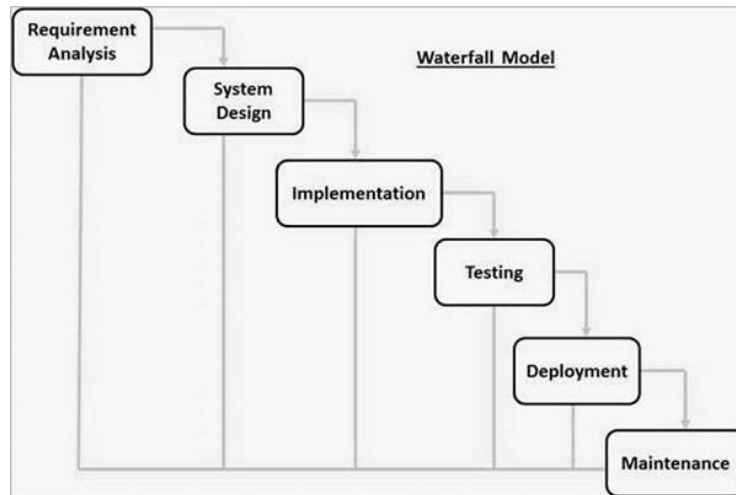 Requirement
Analysis
Waterfall Model
System
Design
Implementation
Testing
Deployment
Maintenance